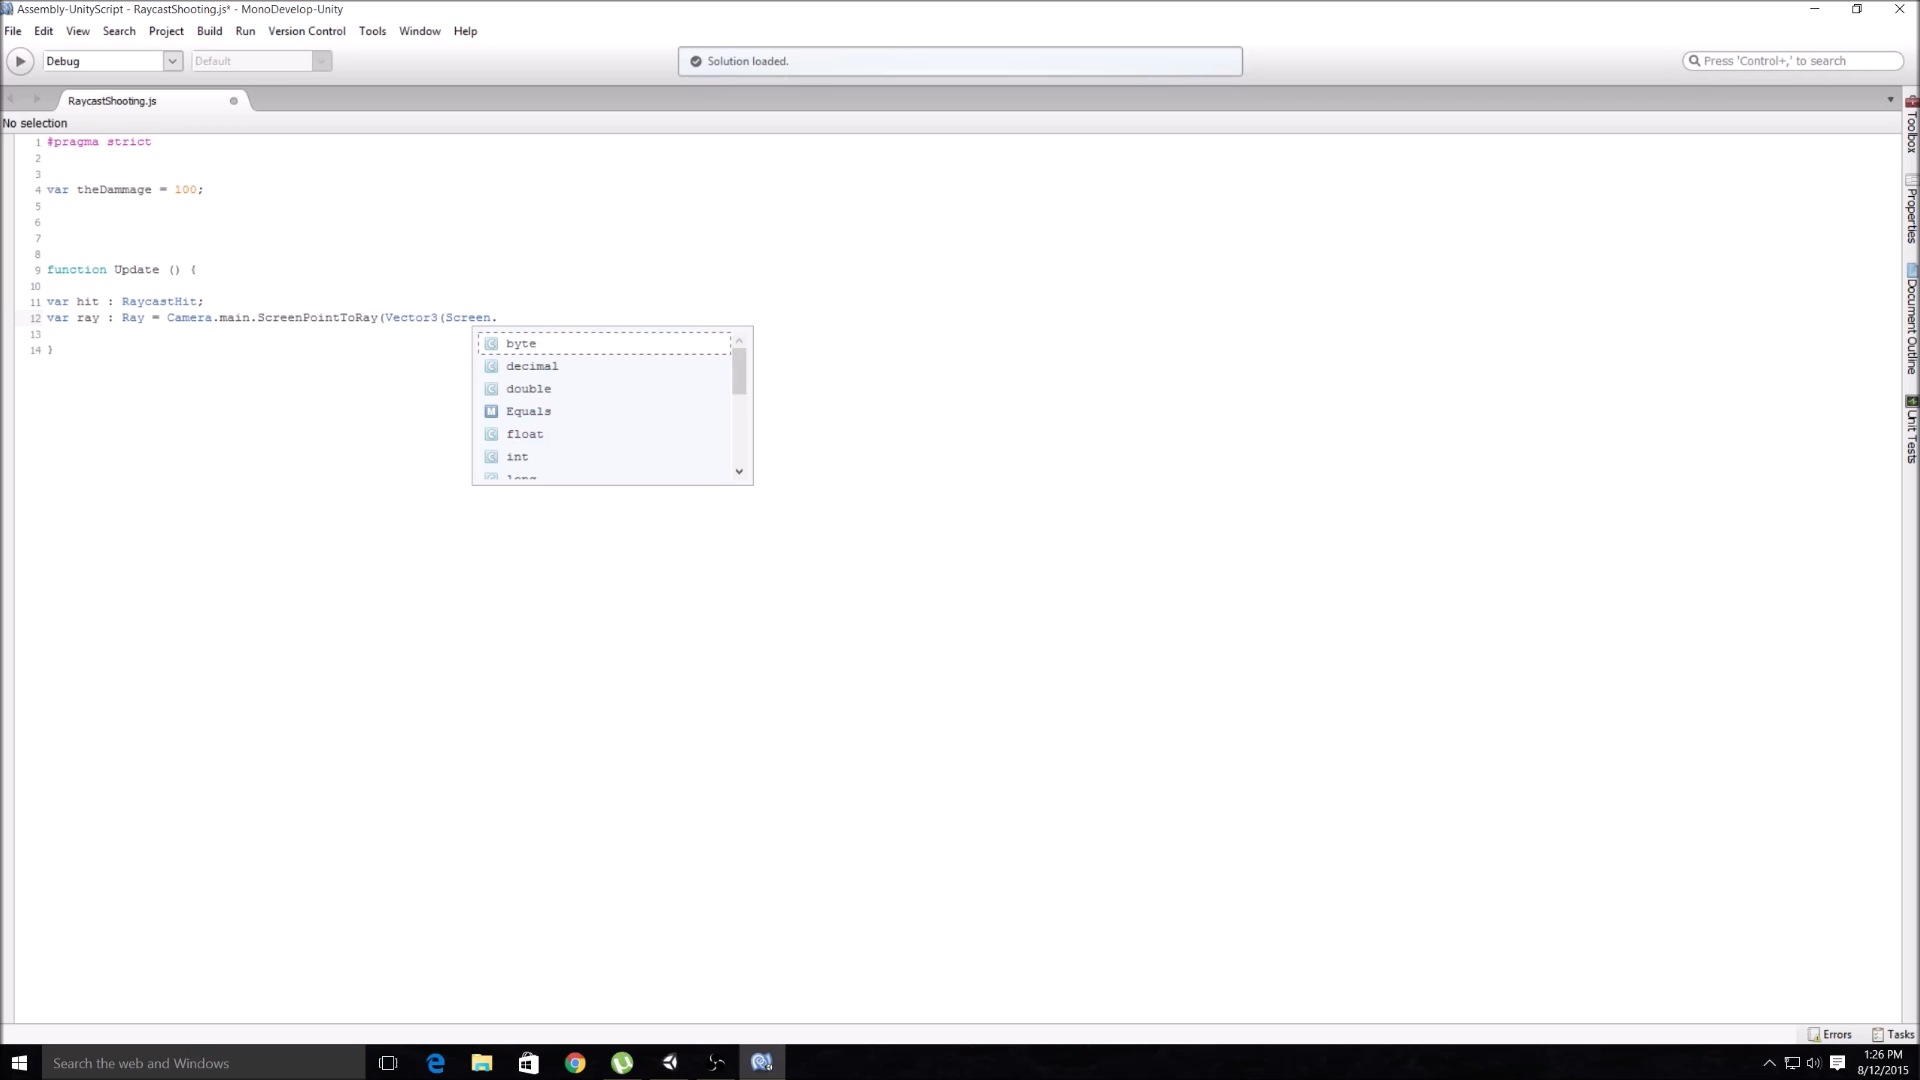 Assembly-UnityScript - RaycastShooting.js* - MonoDevelop-Unity
File Edit View Search Project Build Run Version Control Tools Window Help
Debug Default Solution loaded. Press 'Control+,' to search
RaycastShooting.js
No selection
1 #pragma strict
2
3
4 var theDammage = 100;
5
6
7
8
9 function Update () {
10
11 var hit : RaycastHit;
12 var ray : Ray = Camera.main.ScreenPointToRay(Vector3(Screen.
13
14 }
byte
decimal
double
M Equals
float
int
long
Toolbox
Properties
Document Outline
Unit Tests
Errors Tasks
Search the web and Windows
1:26 PM
8/12/2015